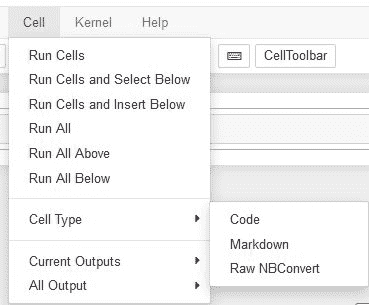 Cell Kernel Help
CellToolbar
Run Cells
Run Cells and Select Below
Run Cells and Insert Below
Run All
Run All Above
Run All Below
Cell Type
Code
Markdown
Raw NBConvert
Current Outputs
All Output